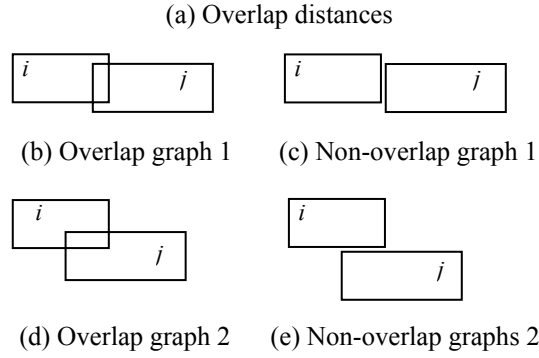 (a) Overlap distances
i j i j
(b) Overlap graph 1 (c) Non-overlap graph 1
i i
j j
(d) Overlap graph 2 (e) Non-overlap graphs 2